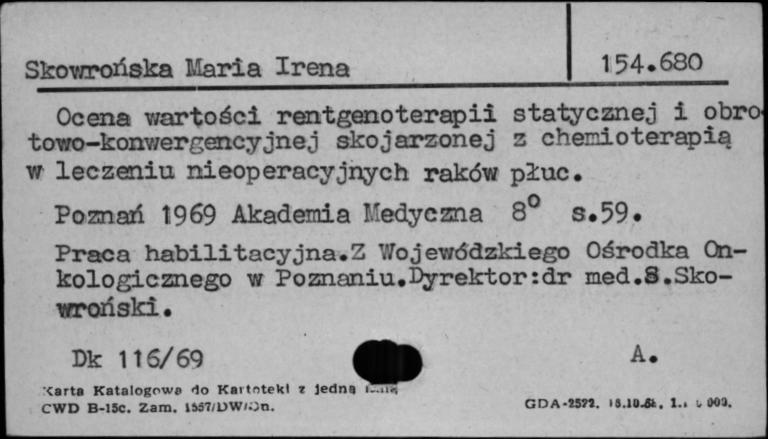 Skowrońska Maria Irena 154.680
Ocena wartości rentgenoterapii statycznej i obro
towo-konwergencyjnej skojarzonej z chemioterapią
w leczeniu nieoperacyjnych raków płuc.
Poznań 1969 Akademia Medyczna 8° s.59.
Praca habilitacyjna.Z Wojewódzkiego Ośrodka On-
kologicznego w Poznaniu.Dyrektor:dr med.S.Sko-
wroński.
Dk 116/69 A.
Karta Katalogowa do Kartoteki z jedną
CWD B-15c. Zam. GDA-2522.